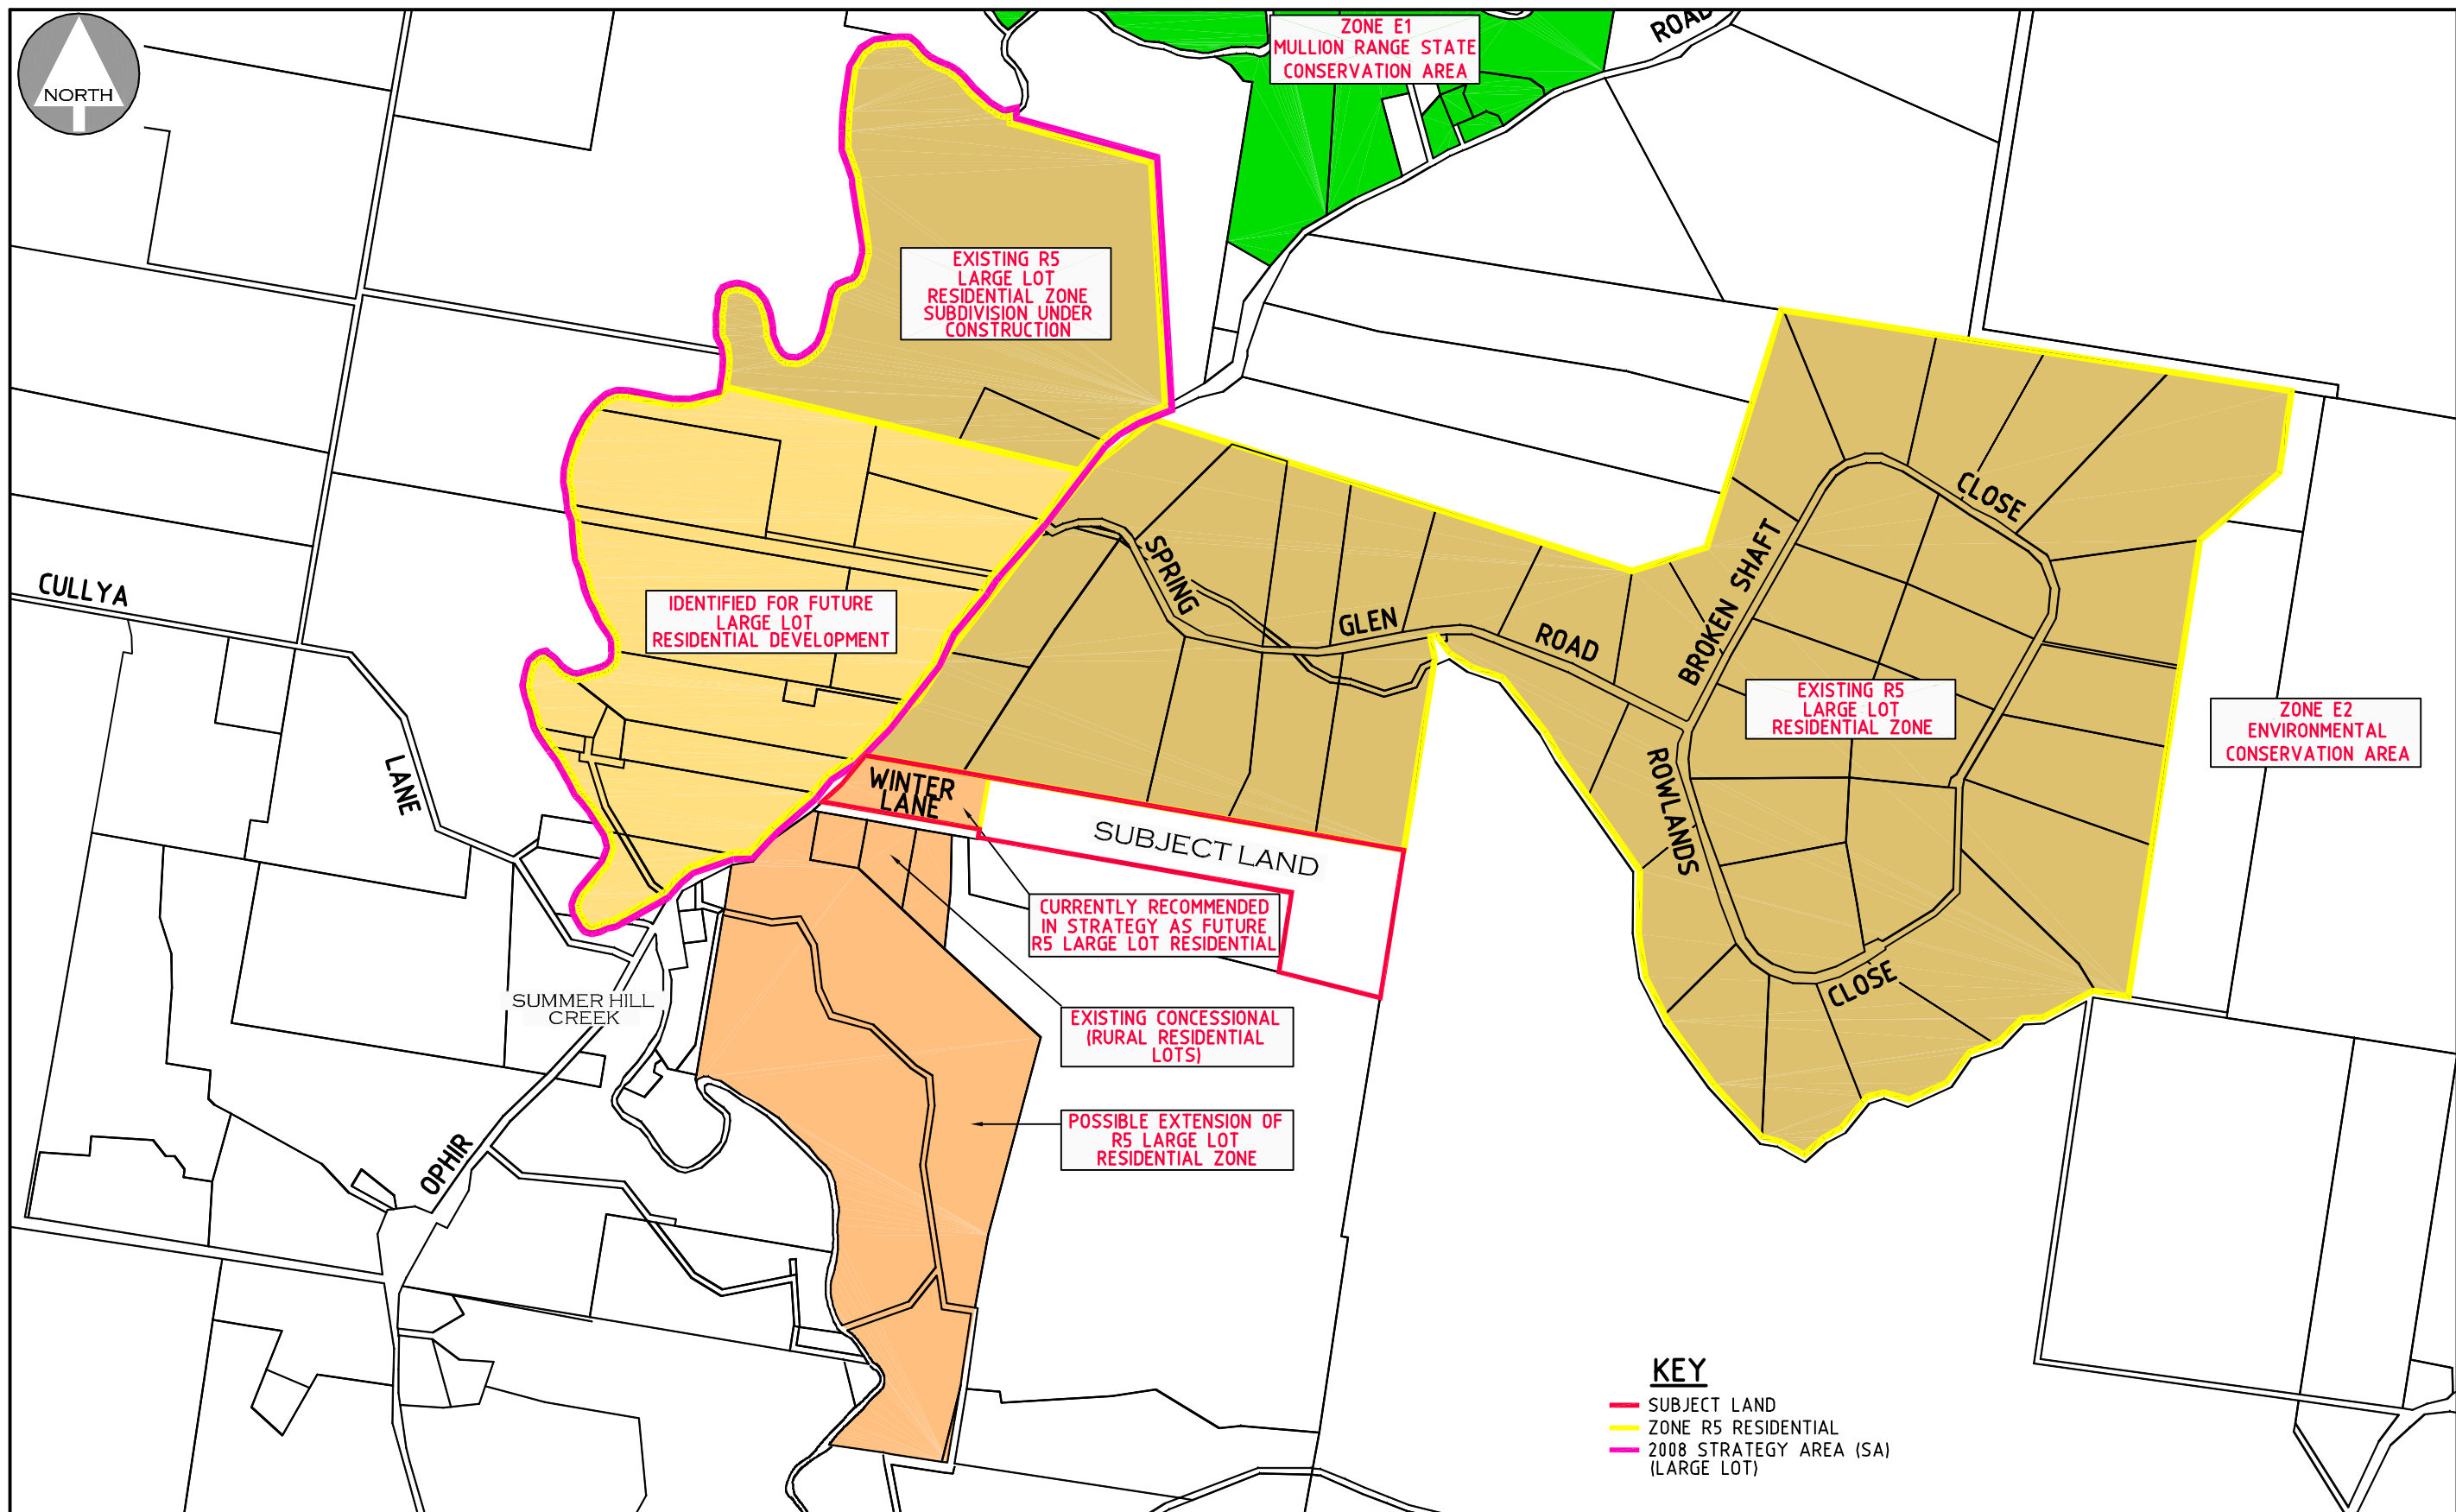 ZONE E1
MULLION RANGE STATE
CONSERVATION AREA
ROAD
NORTH
EXISTING R5
LARGE LOT
RESIDENTIAL ZONE
SUBDIVISION UNDER
CONSTRUCTION
CLOSE
BROKEN SHAFT
SPRING
GLEN
ROAD
CULLYA
LANE
IDENTIFIED FOR FUTURE
LARGE LOT
RESIDENTIAL DEVELOPMENT
EXISTING R5
LARGE LOT
RESIDENTIAL ZONE
ZONE E2
ENVIRONMENTAL
CONSERVATION AREA
ROWLANDS
WINTER
LANE
SUBJECT LAND
CURRENTLY RECOMMENDED
IN STRATEGY AS FUTURE
R5 LARGE LOT RESIDENTIAL
CLOSE
SUMMER HILL
CREEK
EXISTING CONCESSIONAL
(RURAL RESIDENTIAL
LOTS)
POSSIBLE EXTENSION OF
R5 LARGE LOT
RESIDENTIAL ZONE
OPHIR
KEY
SUBJECT LAND
ZONE R5 RESIDENTIAL
2008 STRATEGY AREA (SA)
(LARGE LOT)